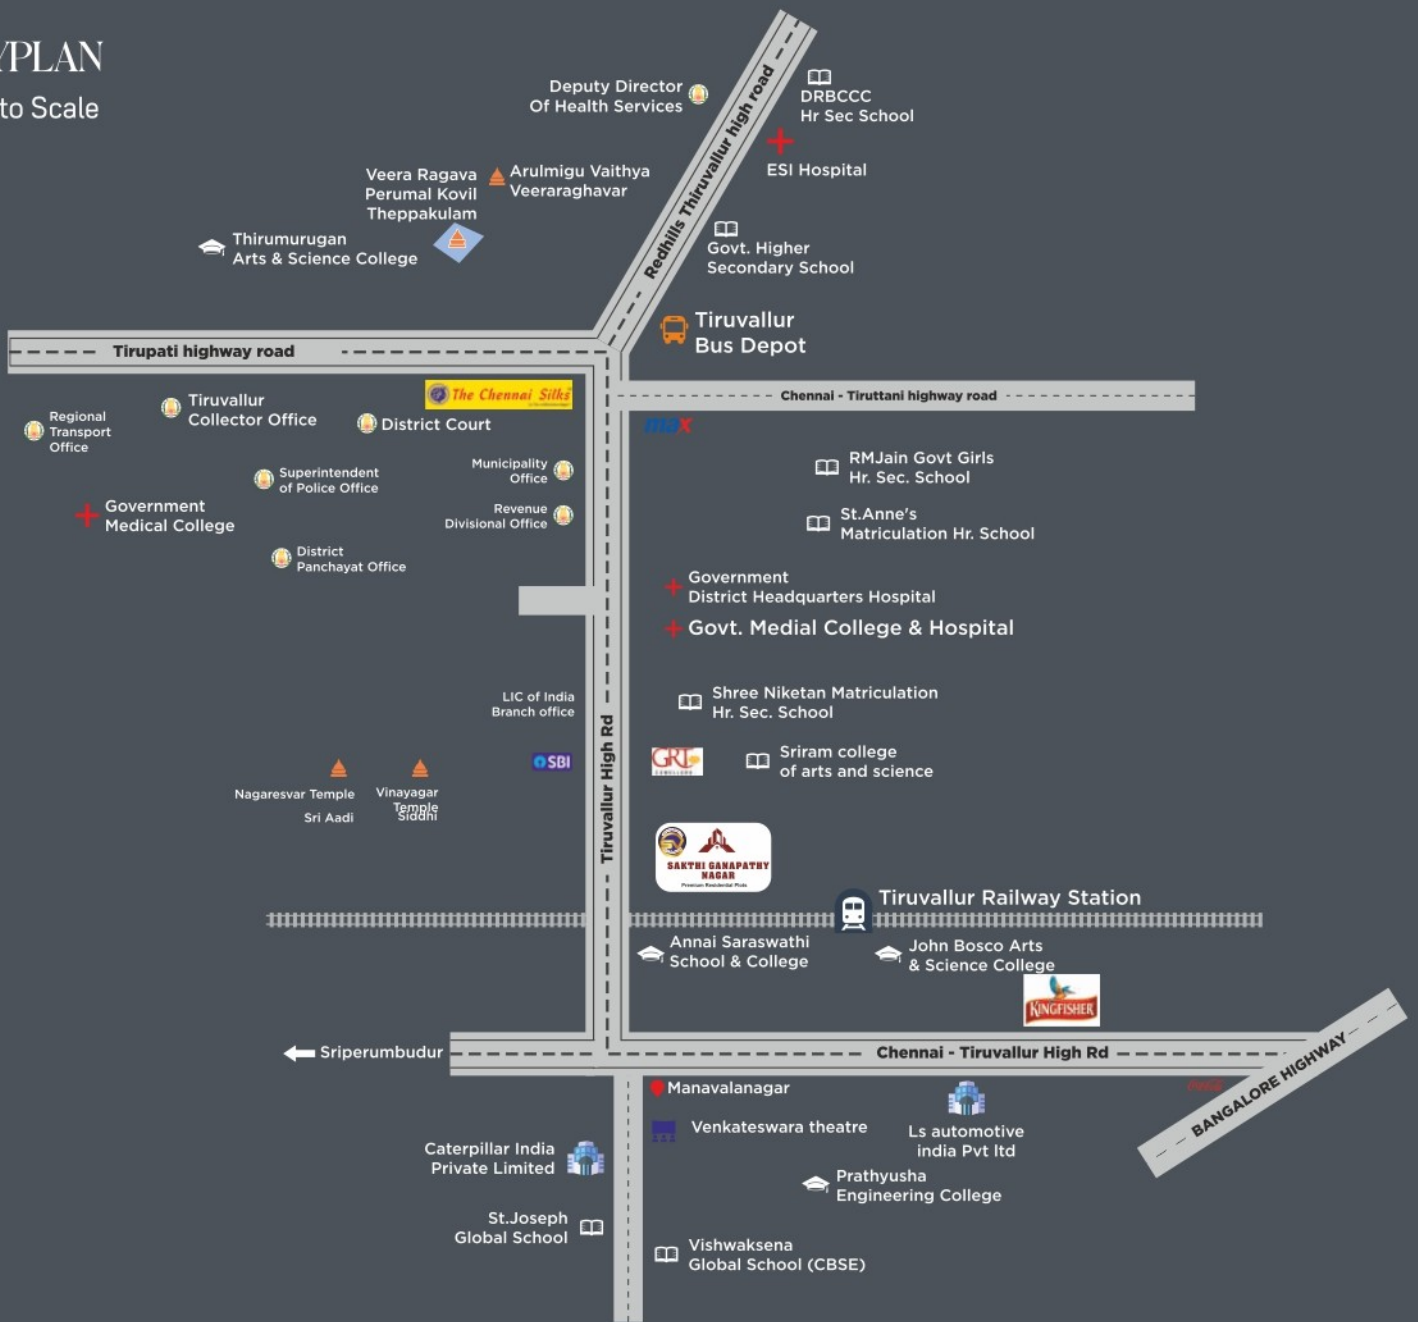 YPLAN
to Scale
Deputy Director
Of Health Services
DRBCCC
Hr Sec School
ESI Hospital
Redhills Thiruvallur high road
Veera Ragava
Perumal Kovil
Theppakulam
Arulmigu Vaithya
Veeraraghavar
Thirumurugan
Arts & Science College
Govt. Higher
Secondary School
Tiruvallur
Bus Depot
Tirupati highway road
The Chennai Silks
Chennai - Tiruttani highway road
Regional
Transport
Office
Tiruvallur
Collector Office
District Court
max
Superintendent
of Police Office
Municipality
Office
RMJain Govt Girls
Hr. Sec. School
Government
Medical College
Revenue
Divisional Office
St.Anne's
Matriculation Hr. School
District
Panchayat Office
Government
District Headquarters Hospital
Govt. Medial College & Hospital
LIC of India
Branch office
Shree Niketan Matriculation
Hr. Sec. School
Tiruvallur High Rd
SBI
GRT
JEWELLERS
Sriram college
of arts and science
Nagaresvar Temple
Sri Aadi
Vinayagar
Temple
Siddhi
SAKTHI GANAPATHY
NAGAR
Premium Residential Plots
Tiruvallur Railway Station
Annai Saraswathi
School & College
John Bosco Arts
& Science College
KINGFISHER
Sriperumbudur
Chennai - Tiruvallur High Rd
BANGALORE HIGHWAY
Manavalanagar
Coca-Cola
Venkateswara theatre
Ls automotive
india Pvt ltd
Caterpillar India
Private Limited
Prathyusha
Engineering College
St.Joseph
Global School
Vishwaksena
Global School (CBSE)